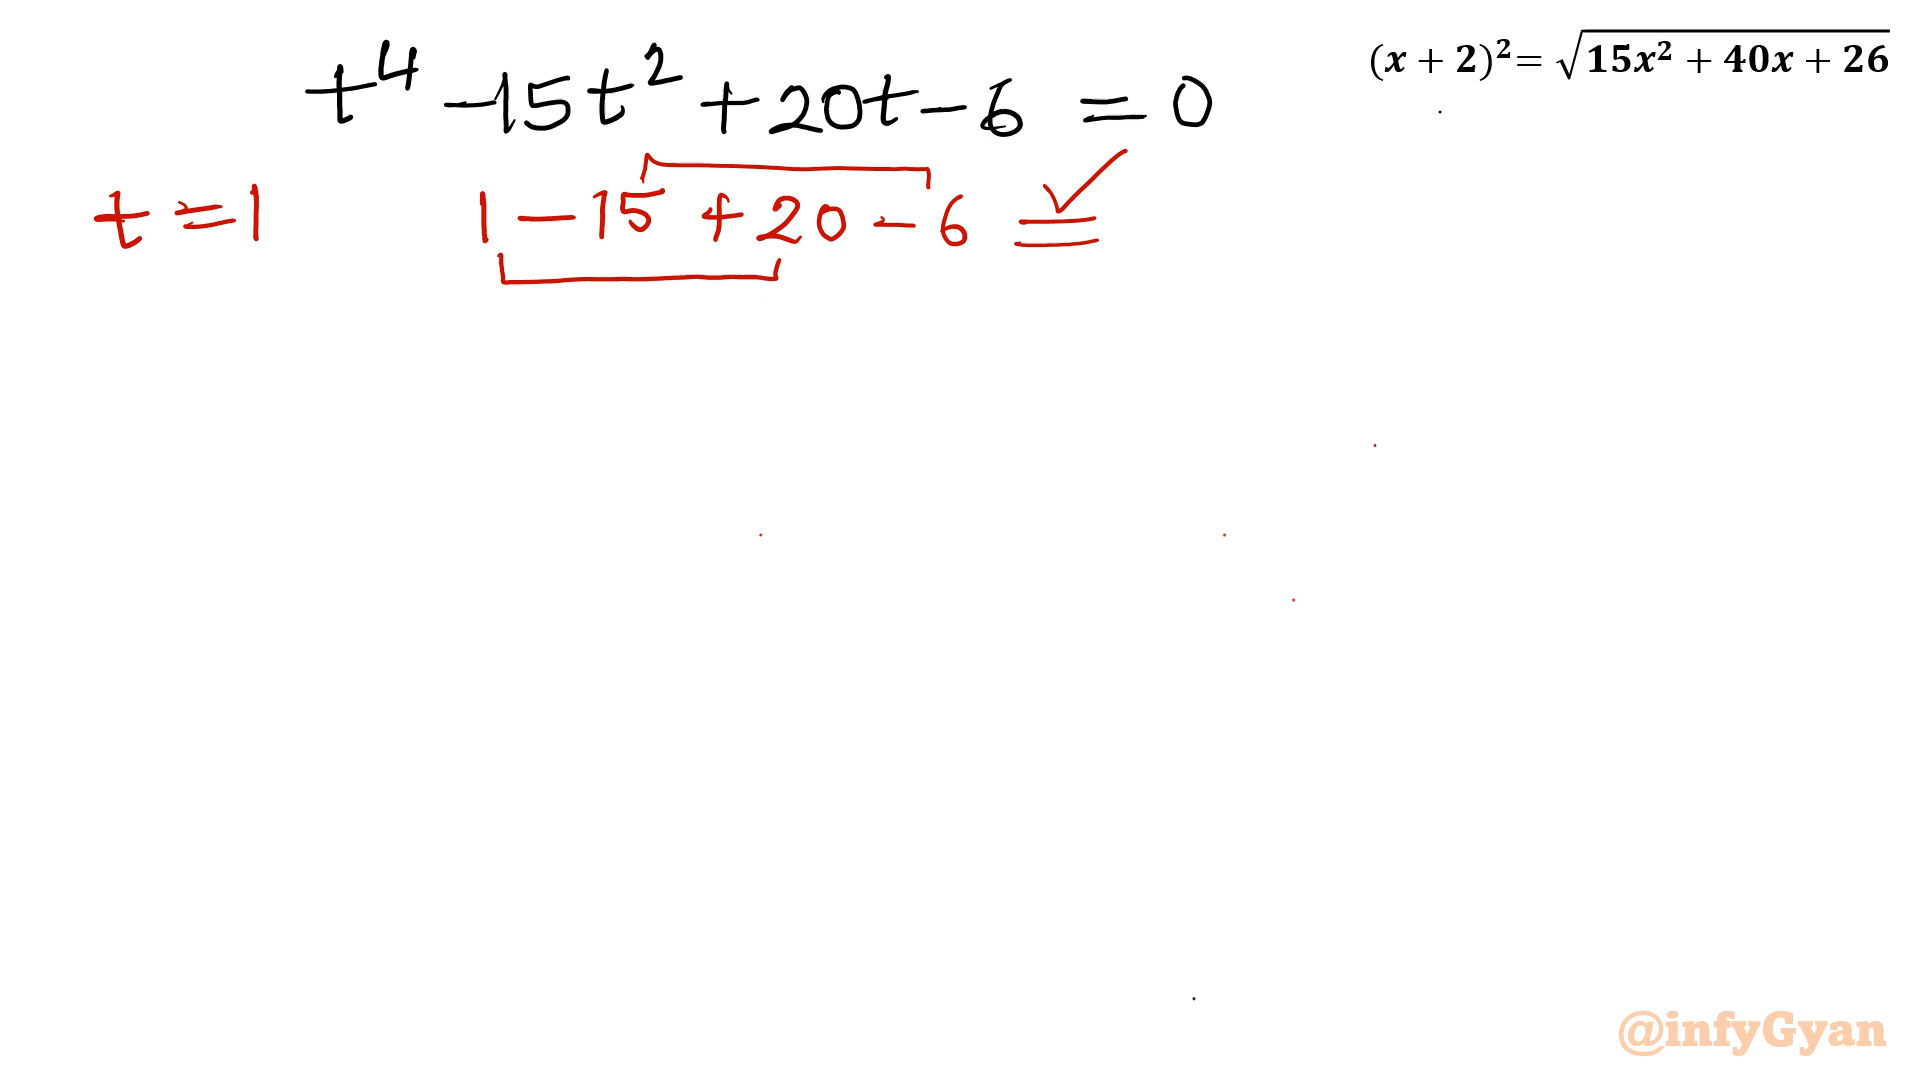 t⁴ - 15t² + 20t - 6 = 0
(x + 2)² = √(15x² + 40x + 26)
t = 1    1 - 15 + 20 - 6 = ✓
@infyGyan